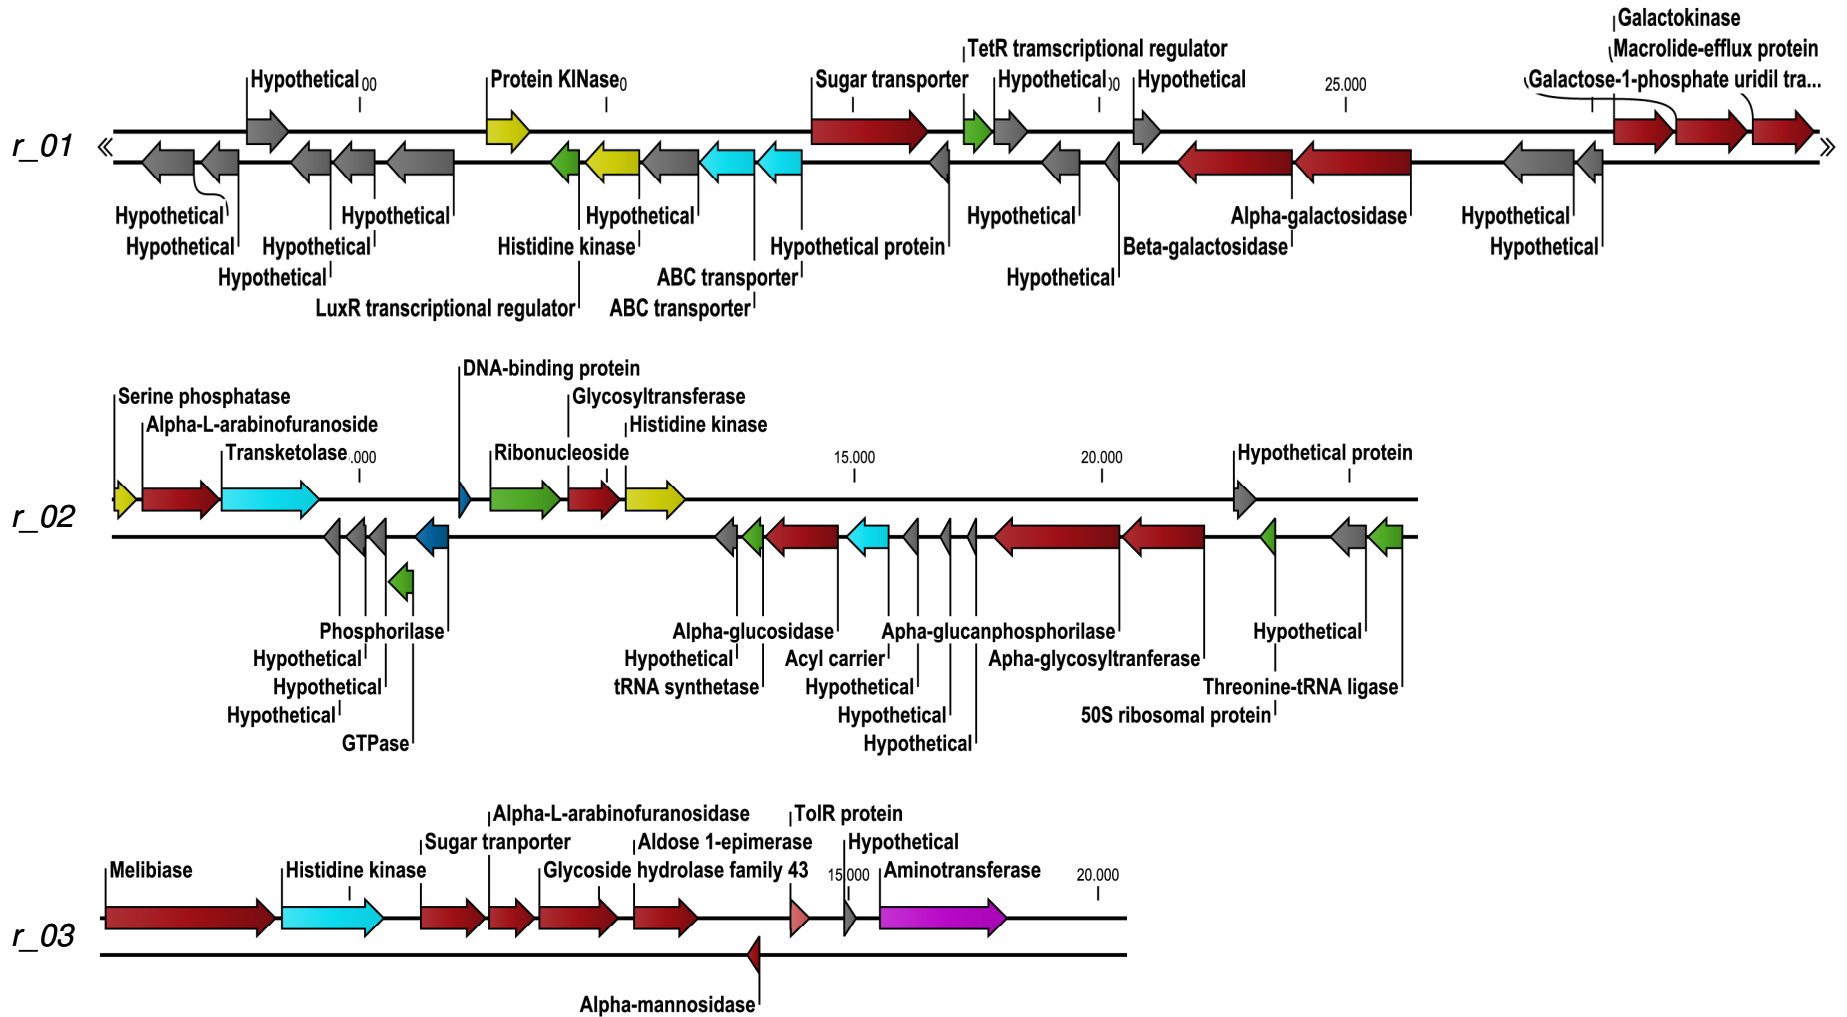 Galactokinase
TetR tramscriptional regulator
Macrolide-efflux protein
Hypothetical 00
Protein KINase 0
Sugar transporter
Hypothetical 00
Hypothetical
25.000
Galactose-1-phosphate uridil tra...
r_01
Hypothetical
Hypothetical
Hypothetical
Hypothetical
Alpha-galactosidase
Hypothetical
Hypothetical
Hypothetical
Histidine kinase
Hypothetical protein
Beta-galactosidase
Hypothetical
Hypothetical
ABC transporter
Hypothetical
LuxR transcriptional regulator
ABC transporter
DNA-binding protein
Serine phosphatase
Glycosyltransferase
Alpha-L-arabinofuranoside
Histidine kinase
Transketolase .000
Ribonucleoside
15.000
20.000
Hypothetical protein
r_02
Phosphorilase
Alpha-glucosidase
Apha-glucanphosphorilase
Hypothetical
Hypothetical
Hypothetical
Acyl carrier
Apha-glycosyltranferase
Hypothetical
tRNA synthetase
Hypothetical
Threonine-tRNA ligase
Hypothetical
Hypothetical
50S ribosomal protein
GTPase
Hypothetical
Alpha-L-arabinofuranosidase
TolR protein
Sugar tranporter
Aldose 1-epimerase
Hypothetical
Melibiase
Histidine kinase
Glycoside hydrolase family 43
15.000
Aminotransferase
20.000
r_03
Alpha-mannosidase